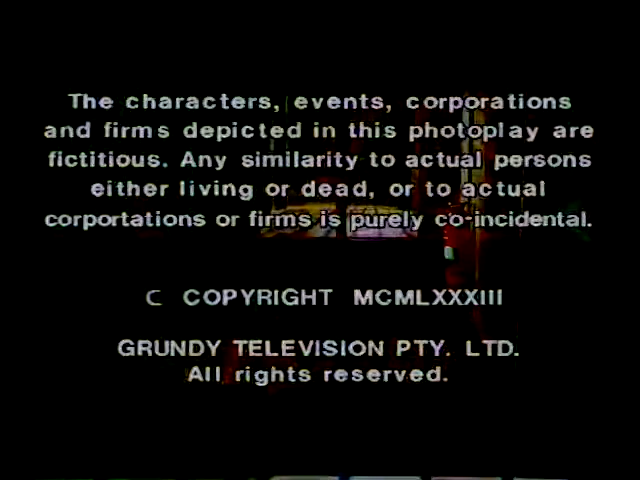 The characters, events, corporations
and firms depicted in this photoplay are
fictitious. Any similarity to actual persons
either living or dead, or to actual
corportations or firms is purely co-incidental.
C COPYRIGHT MCMLXXXIII
GRUNDY TELEVISION PTY. LTD.
All rights reserved.